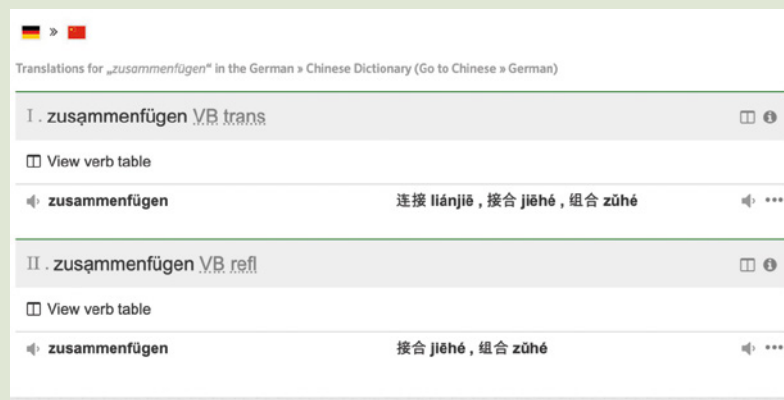 »
Translations for „zusammenfügen“ in the German » Chinese Dictionary (Go to Chinese » German)
I. zusạmmenfügen VB trans
View verb table
zusammenfügen 连接 liánjiē , 接合 jiēhé , 组合 zǔhé
II. zusạmmenfügen VB refl
View verb table
zusammenfügen 接合 jiēhé , 组合 zǔhé